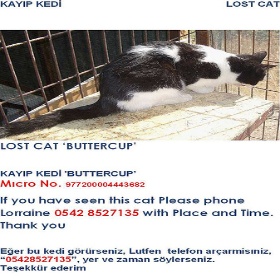 KAYIP KEDİ LOST CAT
LOST CAT ‘BUTTERCUP’
KAYIP KEDİ 'BUTTERCUP'
Micro No. 977200004443682
If you have seen this cat Please phone
Lorraine 0542 8527135 with Place and Time.
Thank you
Eğer bu kedi görürseniz, Lutfen telefon arçarmisınız,
“05428527135”, yer ve zaman söylerseniz.
Teşekkür ederim